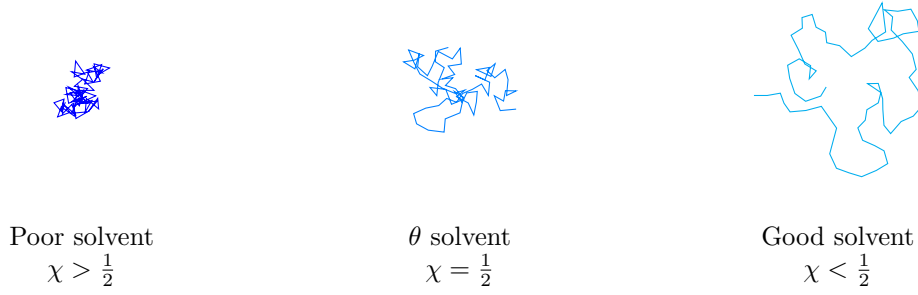 Poor solvent
χ > 1/2
θ solvent
χ = 1/2
Good solvent
χ < 1/2